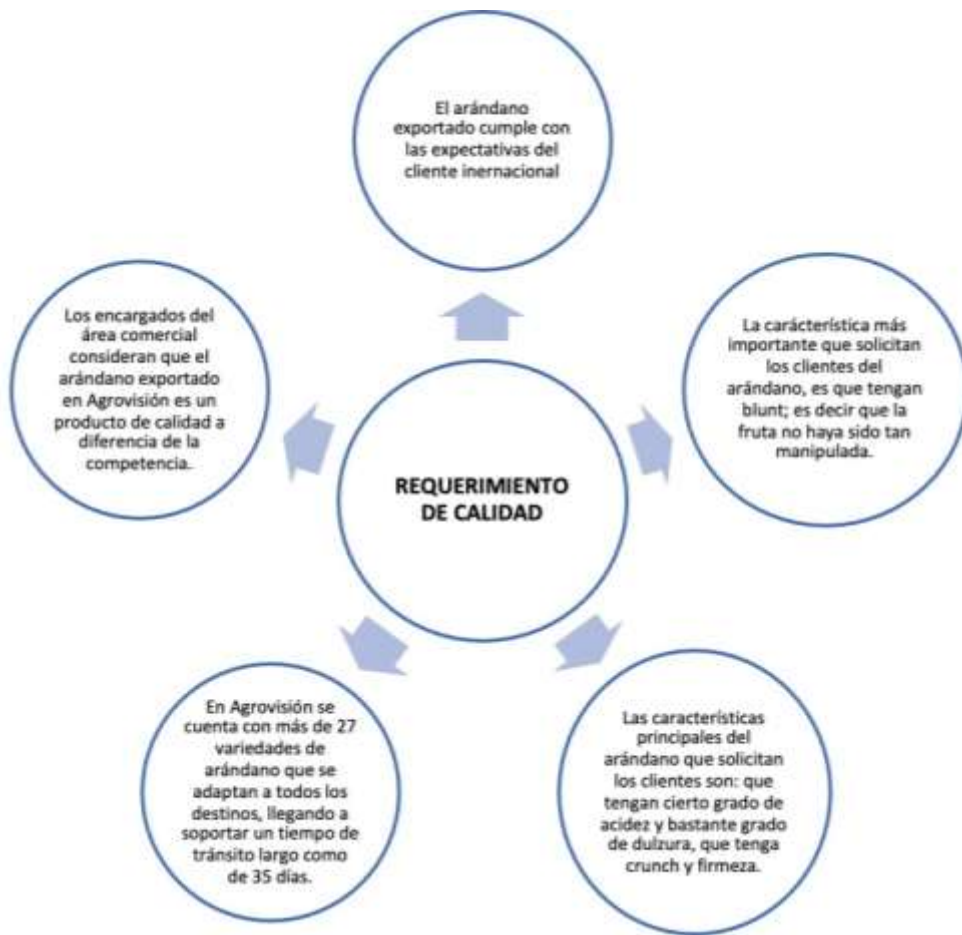 El arándano
exportado cumple con
las expectativas del
cliente inernacional
La carácterística más
importante que solicitan
los clientes del
arándano, es que tengan
blunt; es decir que la
fruta no haya sido tan
manipulada.
Las características
principales del
arándano que solicitan
los clientes son: que
tengan cierto grado de
acidez y bastante grado
de dulzura, que tenga
crunch y firmeza.
En Agrovisión se
cuenta con más de 27
variedades de
arándano que se
adaptan a todos los
destinos, llegando a
soportar un tiempo de
tránsito largo como
de 35 días.
Los encargados del
área comercial
consideran que el
arándano exportado
en Agrovisión es un
producto de calidad a
diferencia de la
competencia.
REQUERIMIENTO
DE CALIDAD